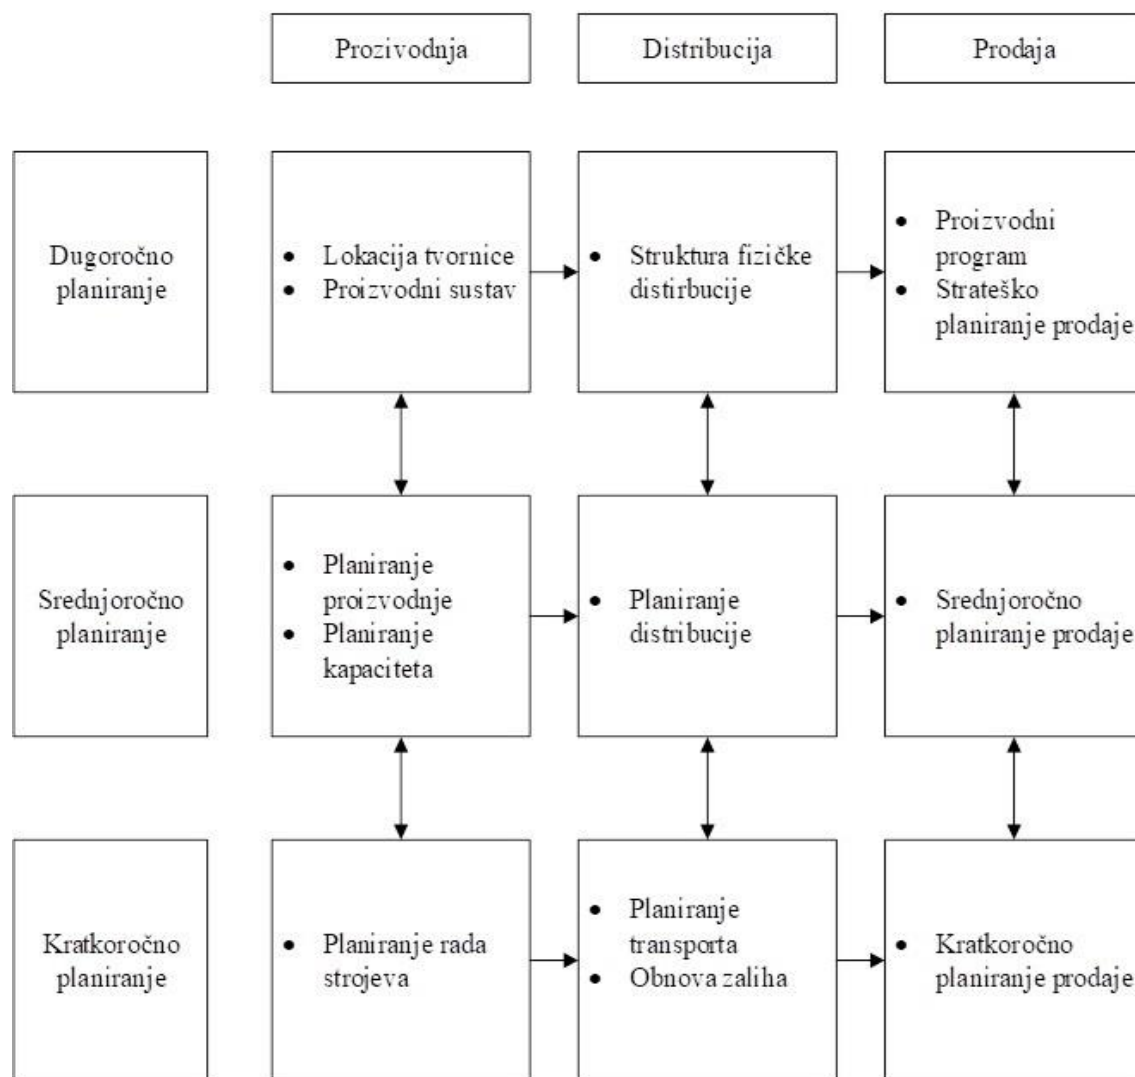 Prozivodnja
Distribucija
Prodaja
Dugoročno
planiranje
• Lokacija tvornice
• Proizvodni sustav
• Struktura fizičke
distirbucije
• Proizvodni
program
• Strateško
planiranje prodaje
Srednjoročno
planiranje
• Planiranje
proizvodnje
• Planiranje
kapaciteta
• Planiranje
distribucije
• Srednjoročno
planiranje prodaje
Kratkoročno
planiranje
• Planiranje rada
strojeva
• Planiranje
transporta
• Obnova zaliha
• Kratkoročno
planiranje prodaje